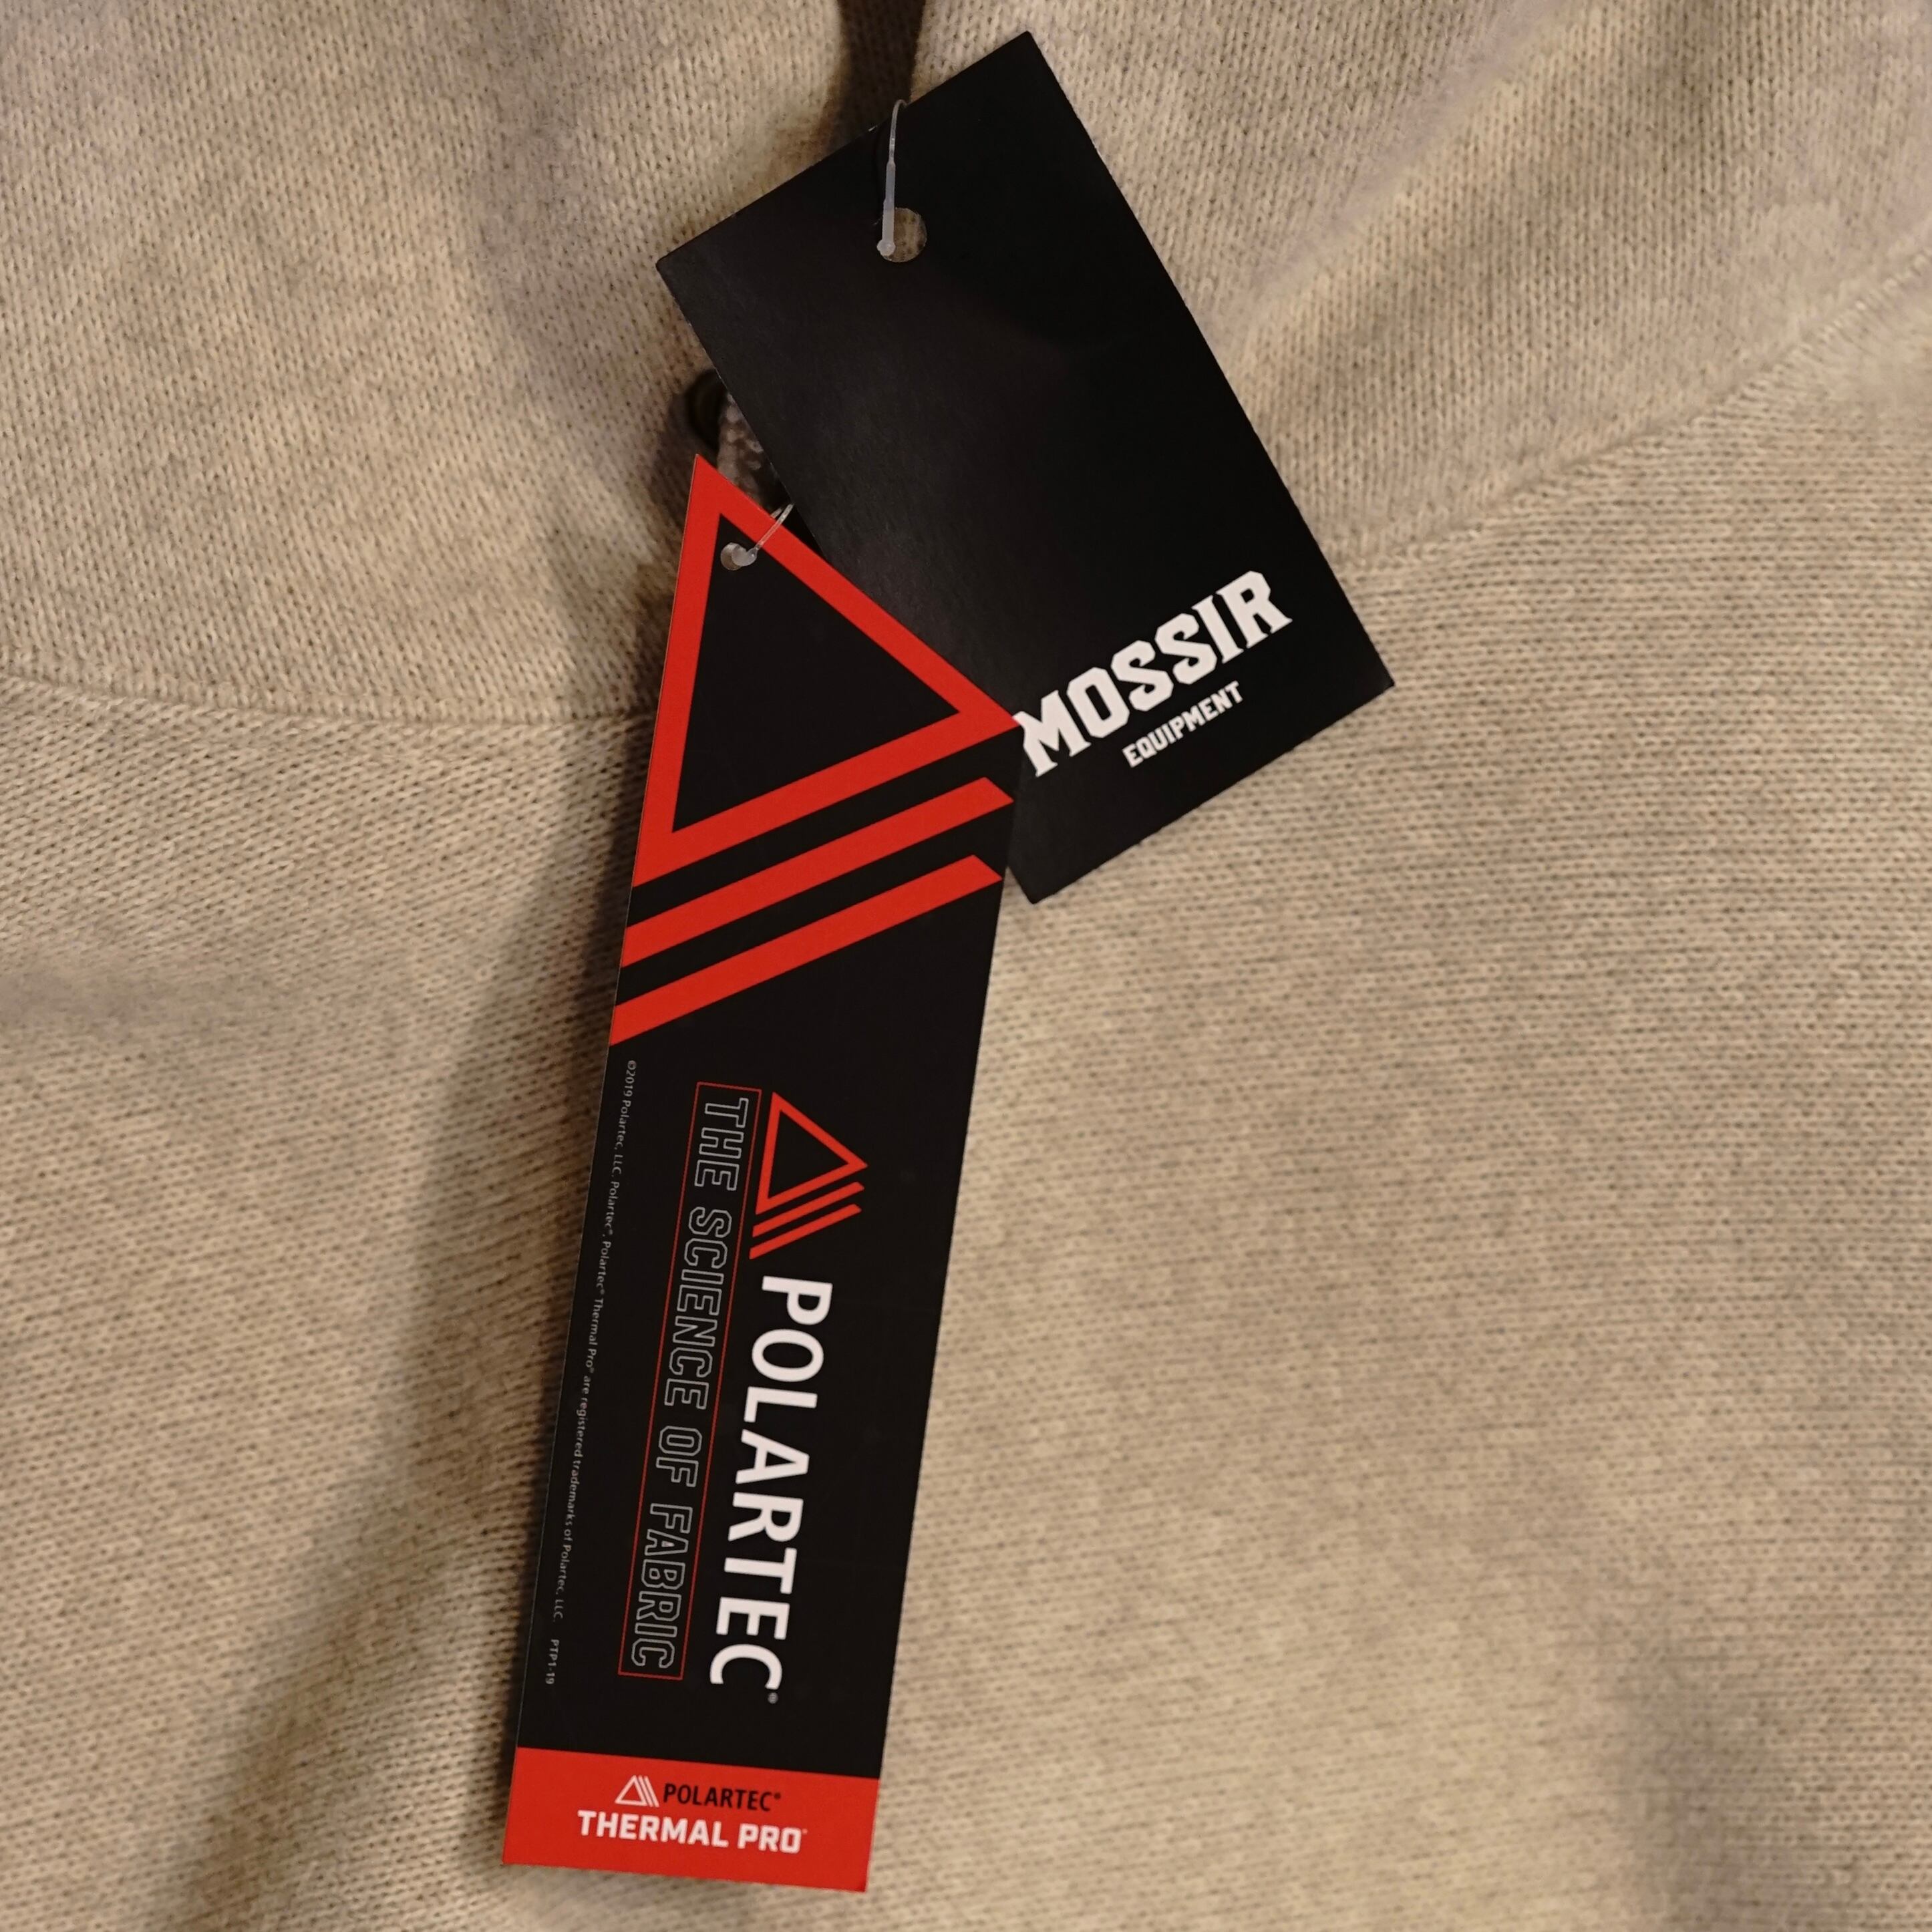 MOSSIR
EQUIPMENT
POLARTEC®
THE SCIENCE OF FABRIC
©2019 Polartec, LLC. Polartec®, Polartec® Thermal Pro® are registered trademarks of Polartec, LLC. PTP1-19
POLARTEC®
THERMAL PRO®